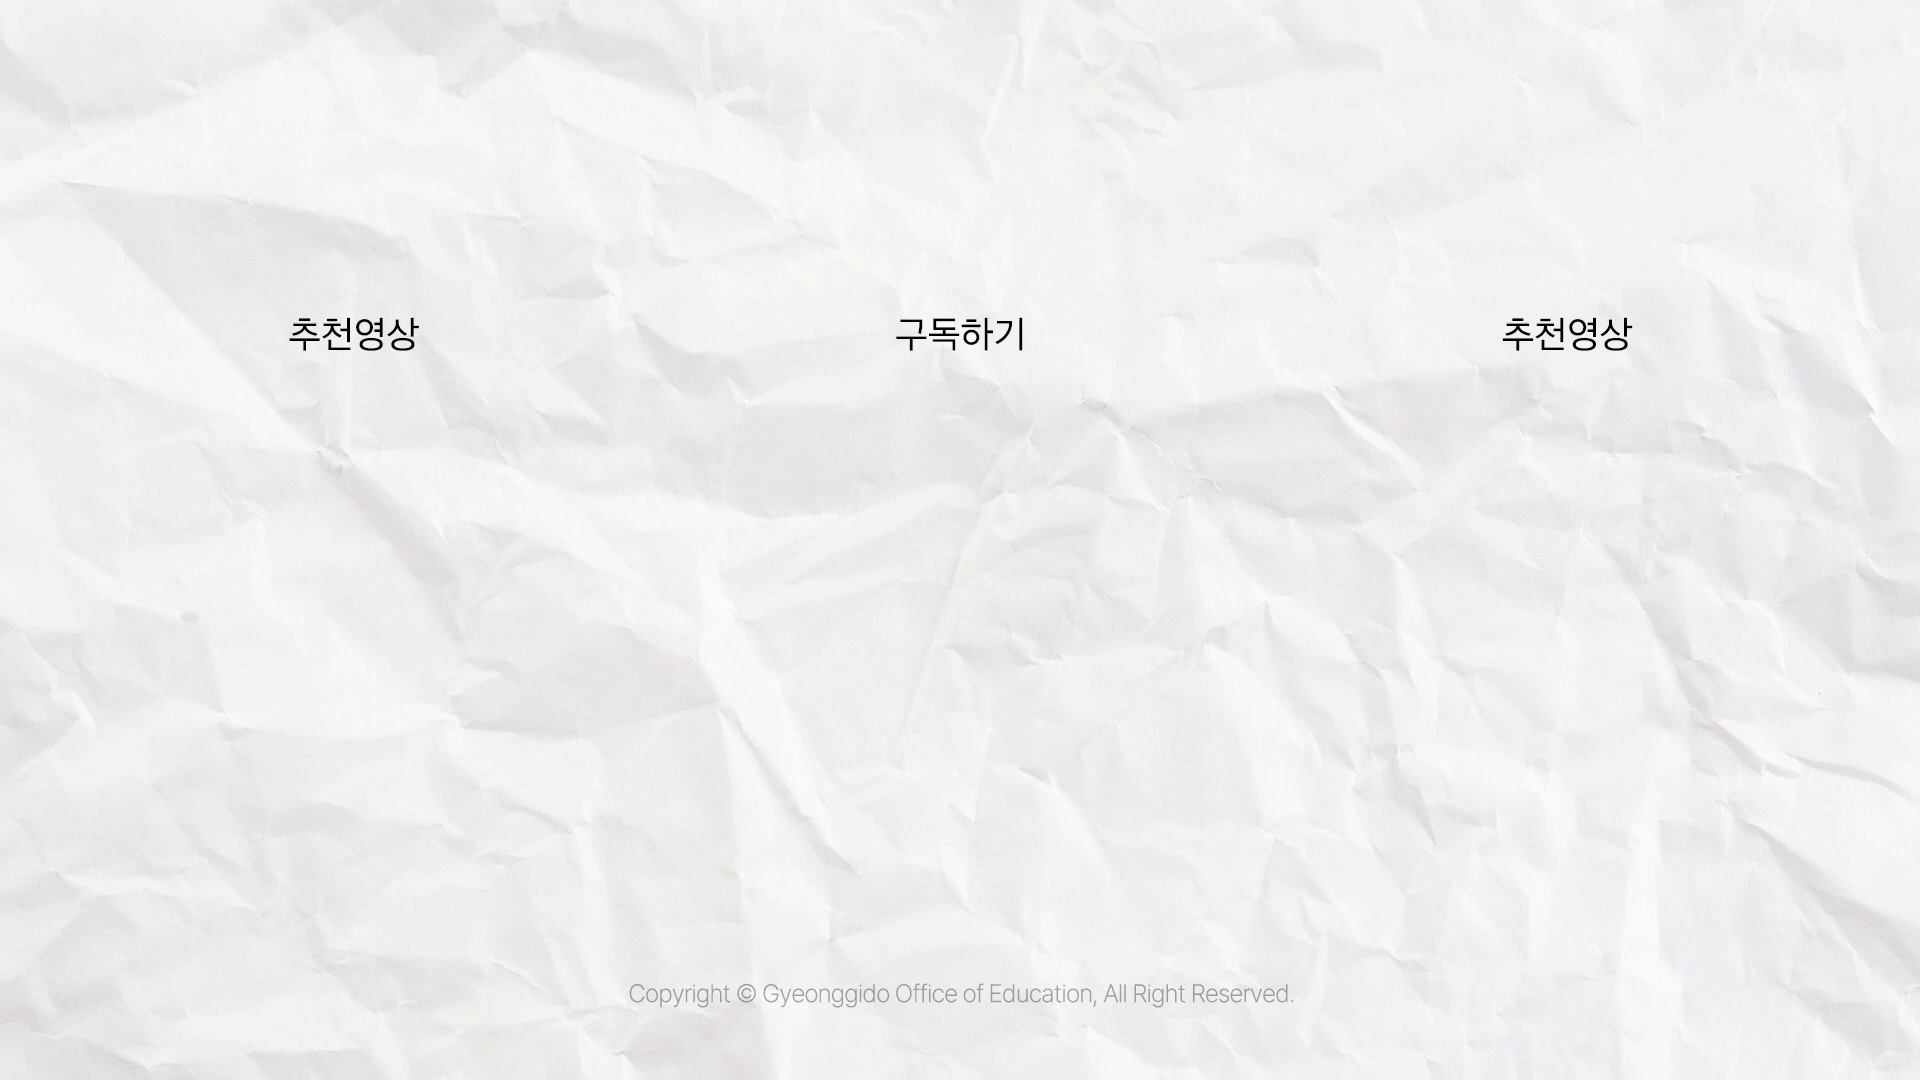 추천영상 구독하기 추천영상
Copyright © Gyeonggido Office of Education, All Right Reserved.